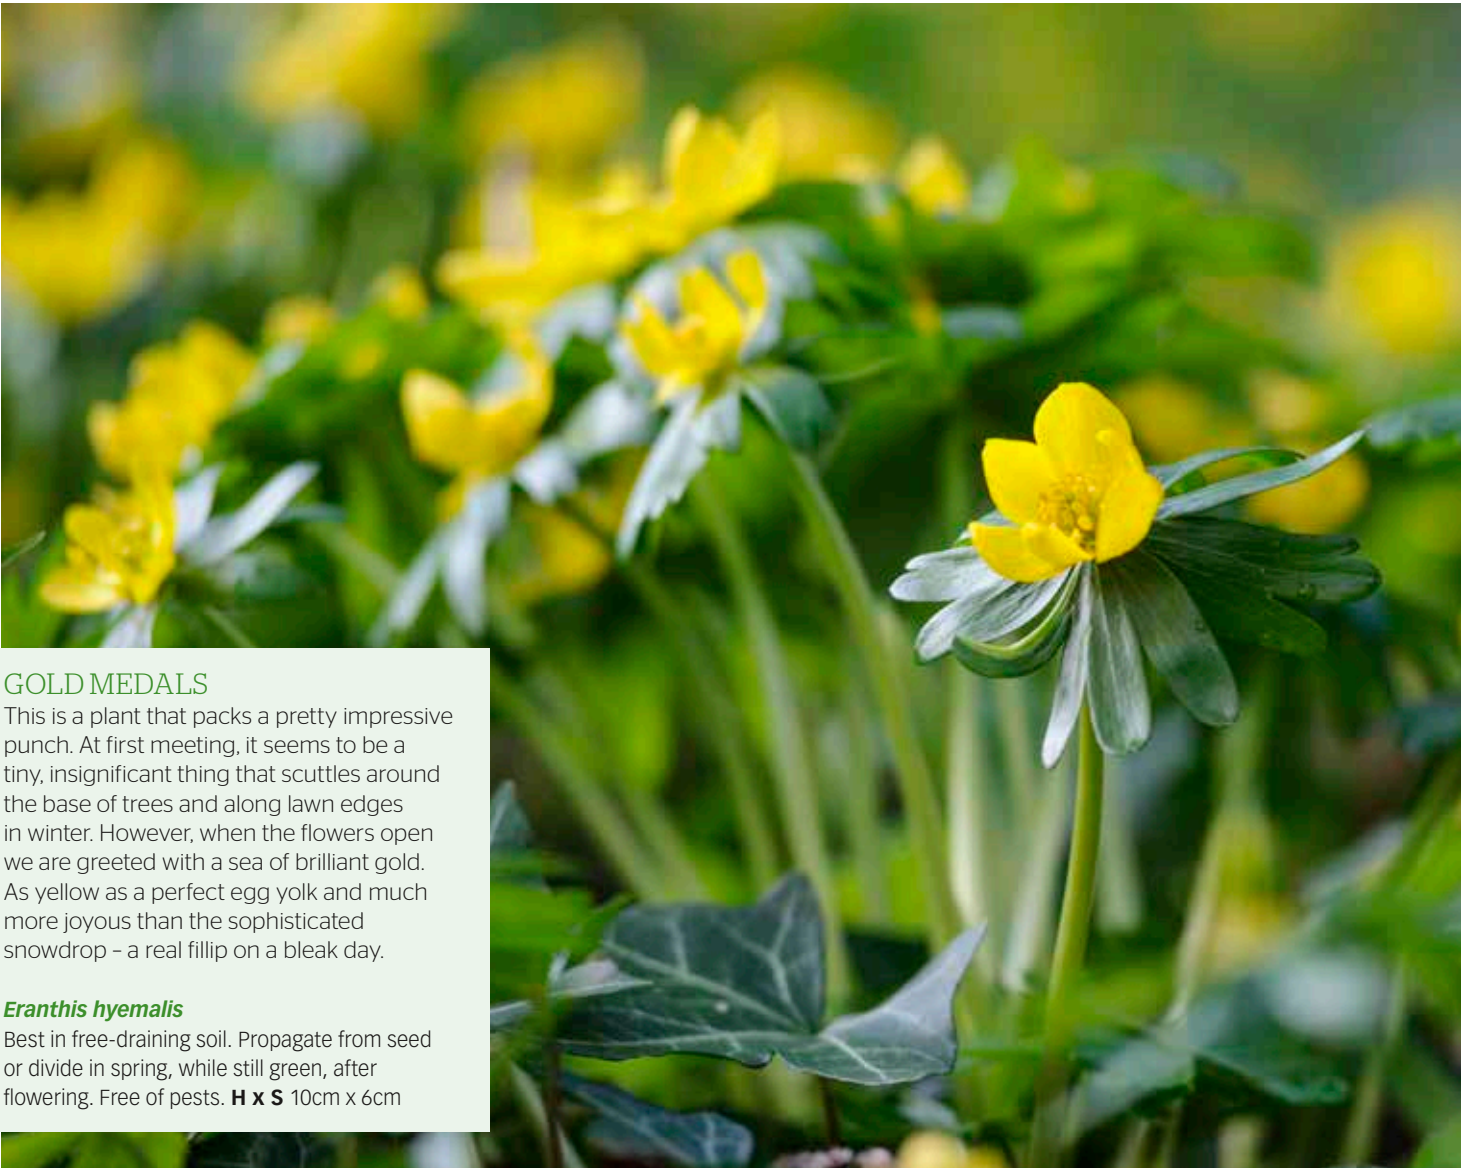 GOLD MEDALS
This is a plant that packs a pretty impressive
punch. At first meeting, it seems to be a
tiny, insignificant thing that scuttles around
the base of trees and along lawn edges
in winter. However, when the flowers open
we are greeted with a sea of brilliant gold.
As yellow as a perfect egg yolk and much
more joyous than the sophisticated
snowdrop – a real fillip on a bleak day.
Eranthis hyemalis
Best in free-draining soil. Propagate from seed
or divide in spring, while still green, after
flowering. Free of pests. H x S 10cm x 6cm